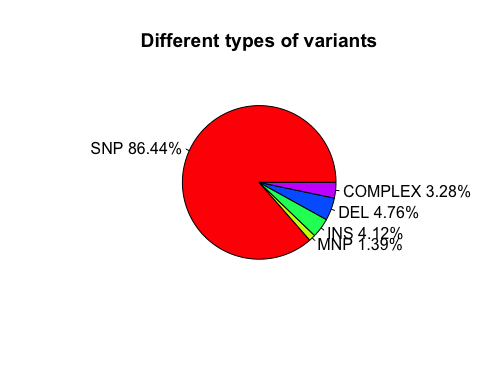 Different types of variants
SNP 86.44%
COMPLEX 3.28%
DEL 4.76%
INS 4.12%
MNP 1.39%